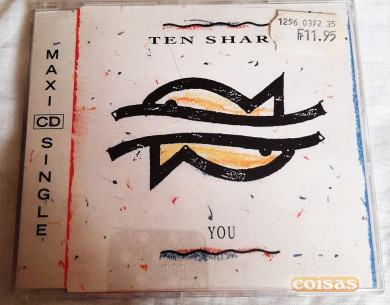 TEN SHAR
1256 0392 35
F11.95
MAXI CD SINGLE
YOU
coisas